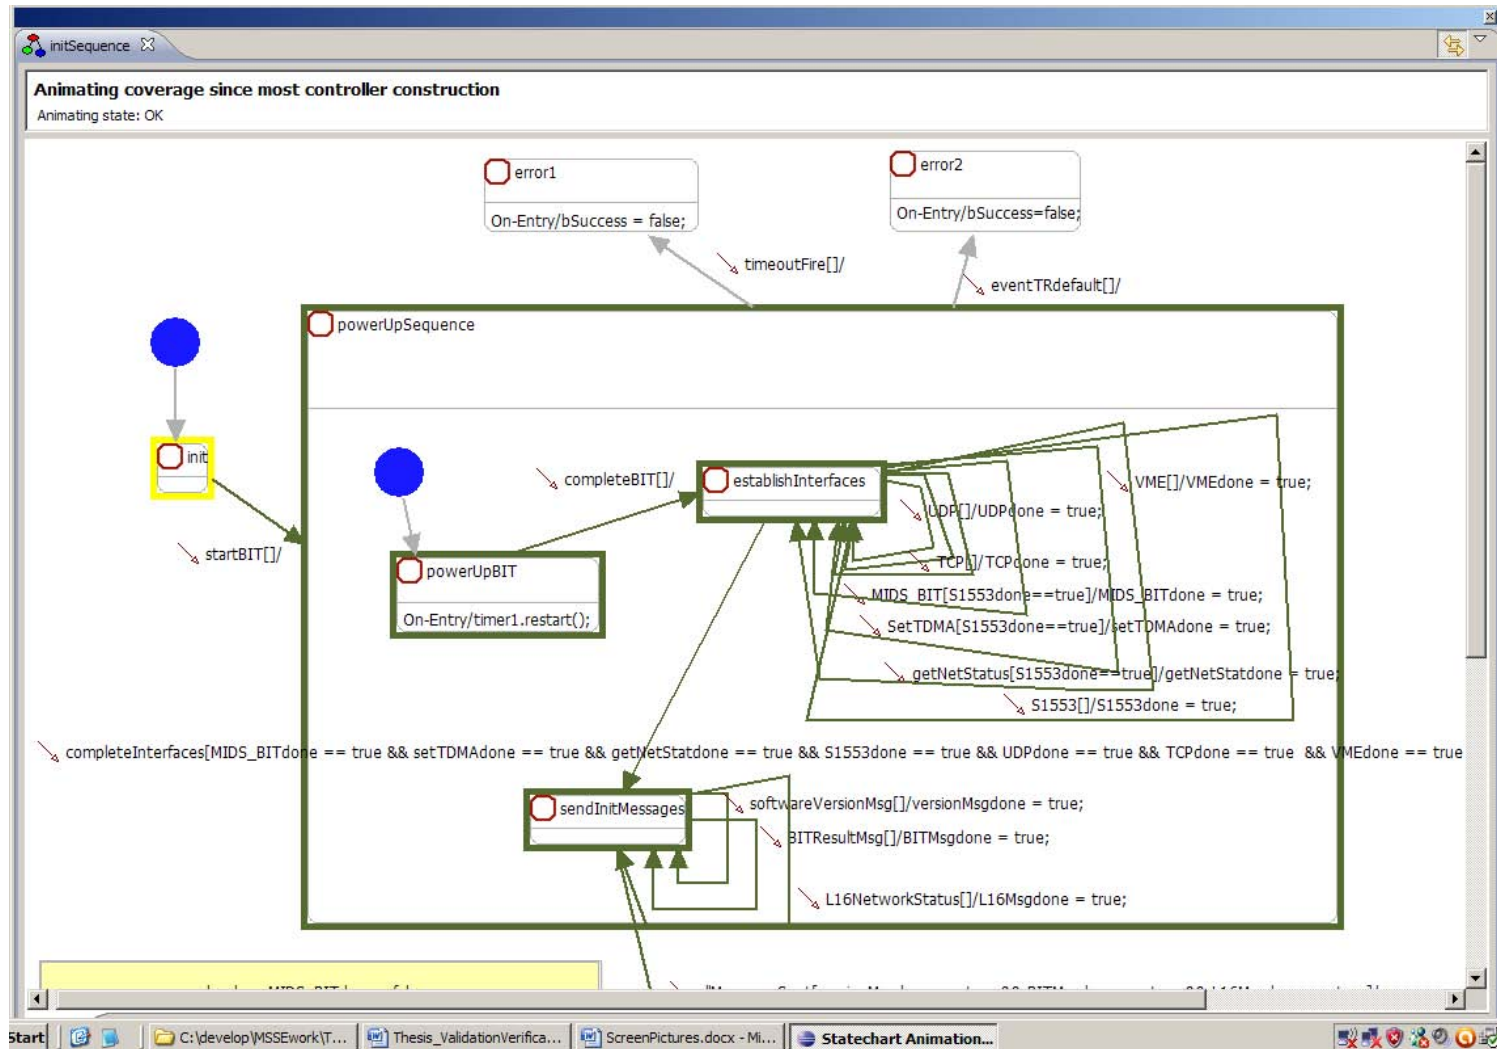 initSequence
Animating coverage since most controller construction
Animating state: OK
error1
On-Entry/bSuccess = false;
error2
On-Entry/bSuccess=false;
timeoutFire[]/
eventTRdefault[]/
powerUpSequence
init
startBIT[]/
completeBIT[]/
establishInterfaces
VME[]/VMEdone = true;
UDP[]/UDPdone = true;
powerUpBIT
On-Entry/timer1.restart();
TCP[]/TCPdone = true;
MIDS_BIT[S1553done==true]/MIDS_BITdone = true;
SetTDMA[S1553done==true]/setTDMAdone = true;
getNetStatus[S1553done==true]/getNetStatdone = true;
S1553[]/S1553done = true;
completeInterfaces[MIDS_BITdone == true && setTDMAdone == true && getNetStatdone == true && S1553done == true && UDPdone == true && TCPdone == true && VMEdone == true
sendInitMessages
softwareVersionMsg[]/versionMsgdone = true;
BITResultMsg[]/BITMsgdone = true;
L16NetworkStatus[]/L16Msgdone = true;
Start
C:\develop\MSSEwork\T...
Thesis_ValidationVerifica...
ScreenPictures.docx - Mi...
Statechart Animation...